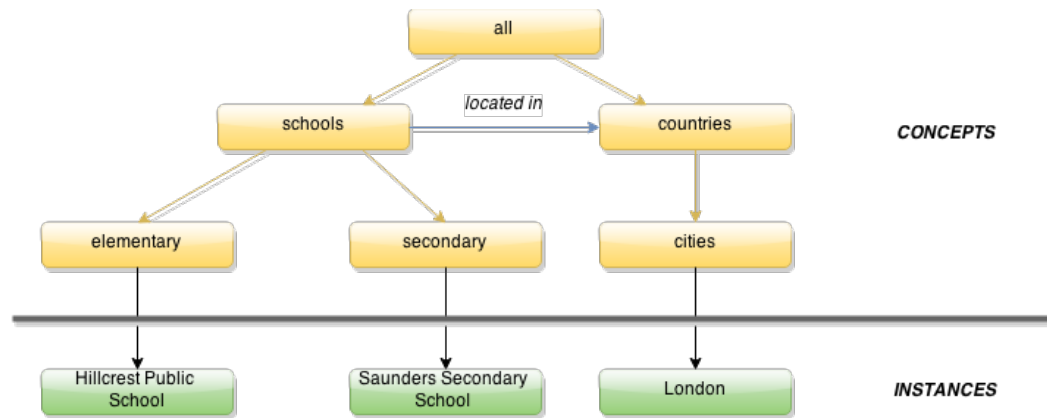 all
located in
schools
countries
CONCEPTS
elementary
secondary
cities
Hillcrest Public
School
Saunders Secondary
School
London
INSTANCES